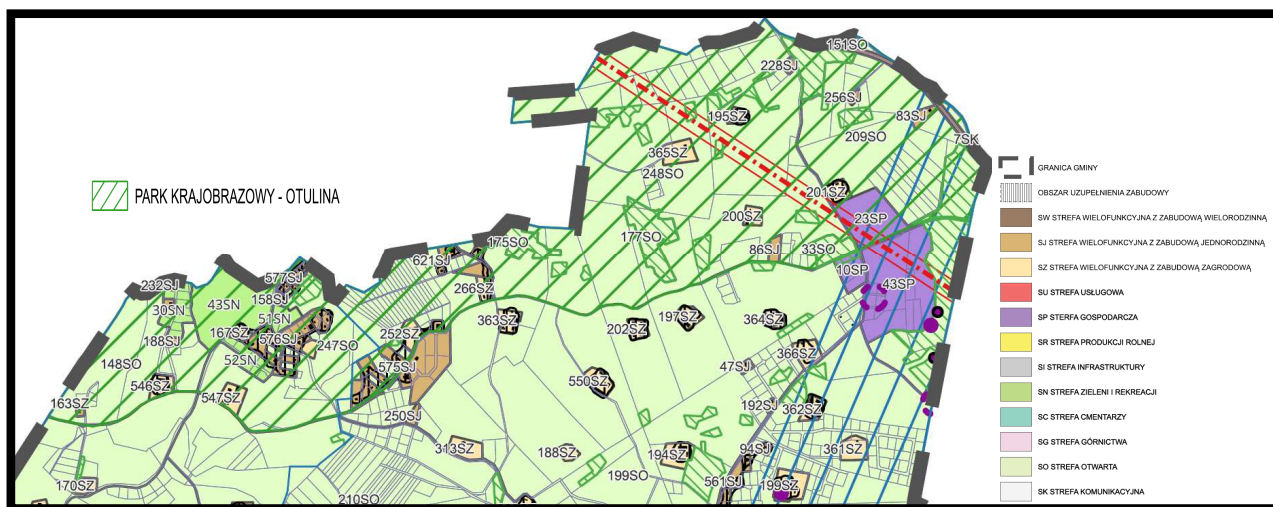 151SO
228SJ
256SJ
83SJ
195SZ
209SO
7SK
365SZ
248SO
GRANICA GMINY
PARK KRAJOBRAZOWY - OTULINA
201SZ
OBSZAR UZUPEŁNIENIA ZABUDOWY
200SZ
23SP
SW STREFA WIELOFUNKCYJNA Z ZABUDOWĄ WIELORODZINNĄ
175SO
177SO
86SJ
33SO
SJ STREFA WIELOFUNKCYJNA Z ZABUDOWĄ JEDNORODZINNĄ
621SJ
10SP
SZ STREFA WIELOFUNKCYJNA Z ZABUDOWĄ ZAGRODOWĄ
232SJ
577SJ
266SZ
43SP
SU STREFA USŁUGOWA
30SN
43SN
158SJ
51SN
363SZ
197SZ
364SZ
SP STERFA GOSPODARCZA
188SJ
167SZ
576SJ
247SO
252SZ
202SZ
SR STREFA PRODUKCJI ROLNEJ
148SO
52SN
575SJ
47SJ
366SZ
SI STREFA INFRASTRUKTURY
546SZ
547SZ
550SZ
SN STREFA ZIELENI I REKREACJI
163SZ
250SJ
192SJ
362SZ
SC STREFA CMENTARZY
313SZ
188SZ
194SZ
94SJ
361SZ
SG STREFA GÓRNICTWA
170SZ
199SO
561SJ
199SZ
SO STREFA OTWARTA
210SO
SK STREFA KOMUNIKACYJNA